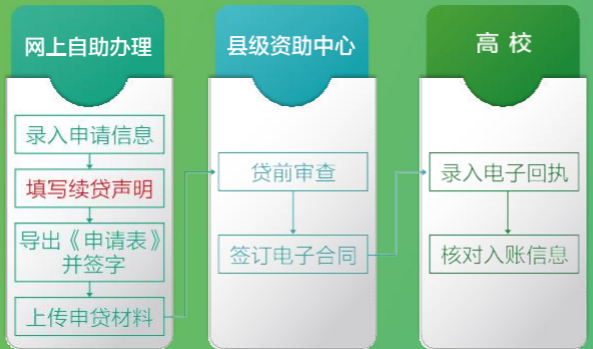 网上自助办理
录入申请信息
填写续贷声明
导出《申请表》
并签字
上传申贷材料
县级资助中心
贷前审查
签订电子合同
高校
录入电子回执
核对入账信息